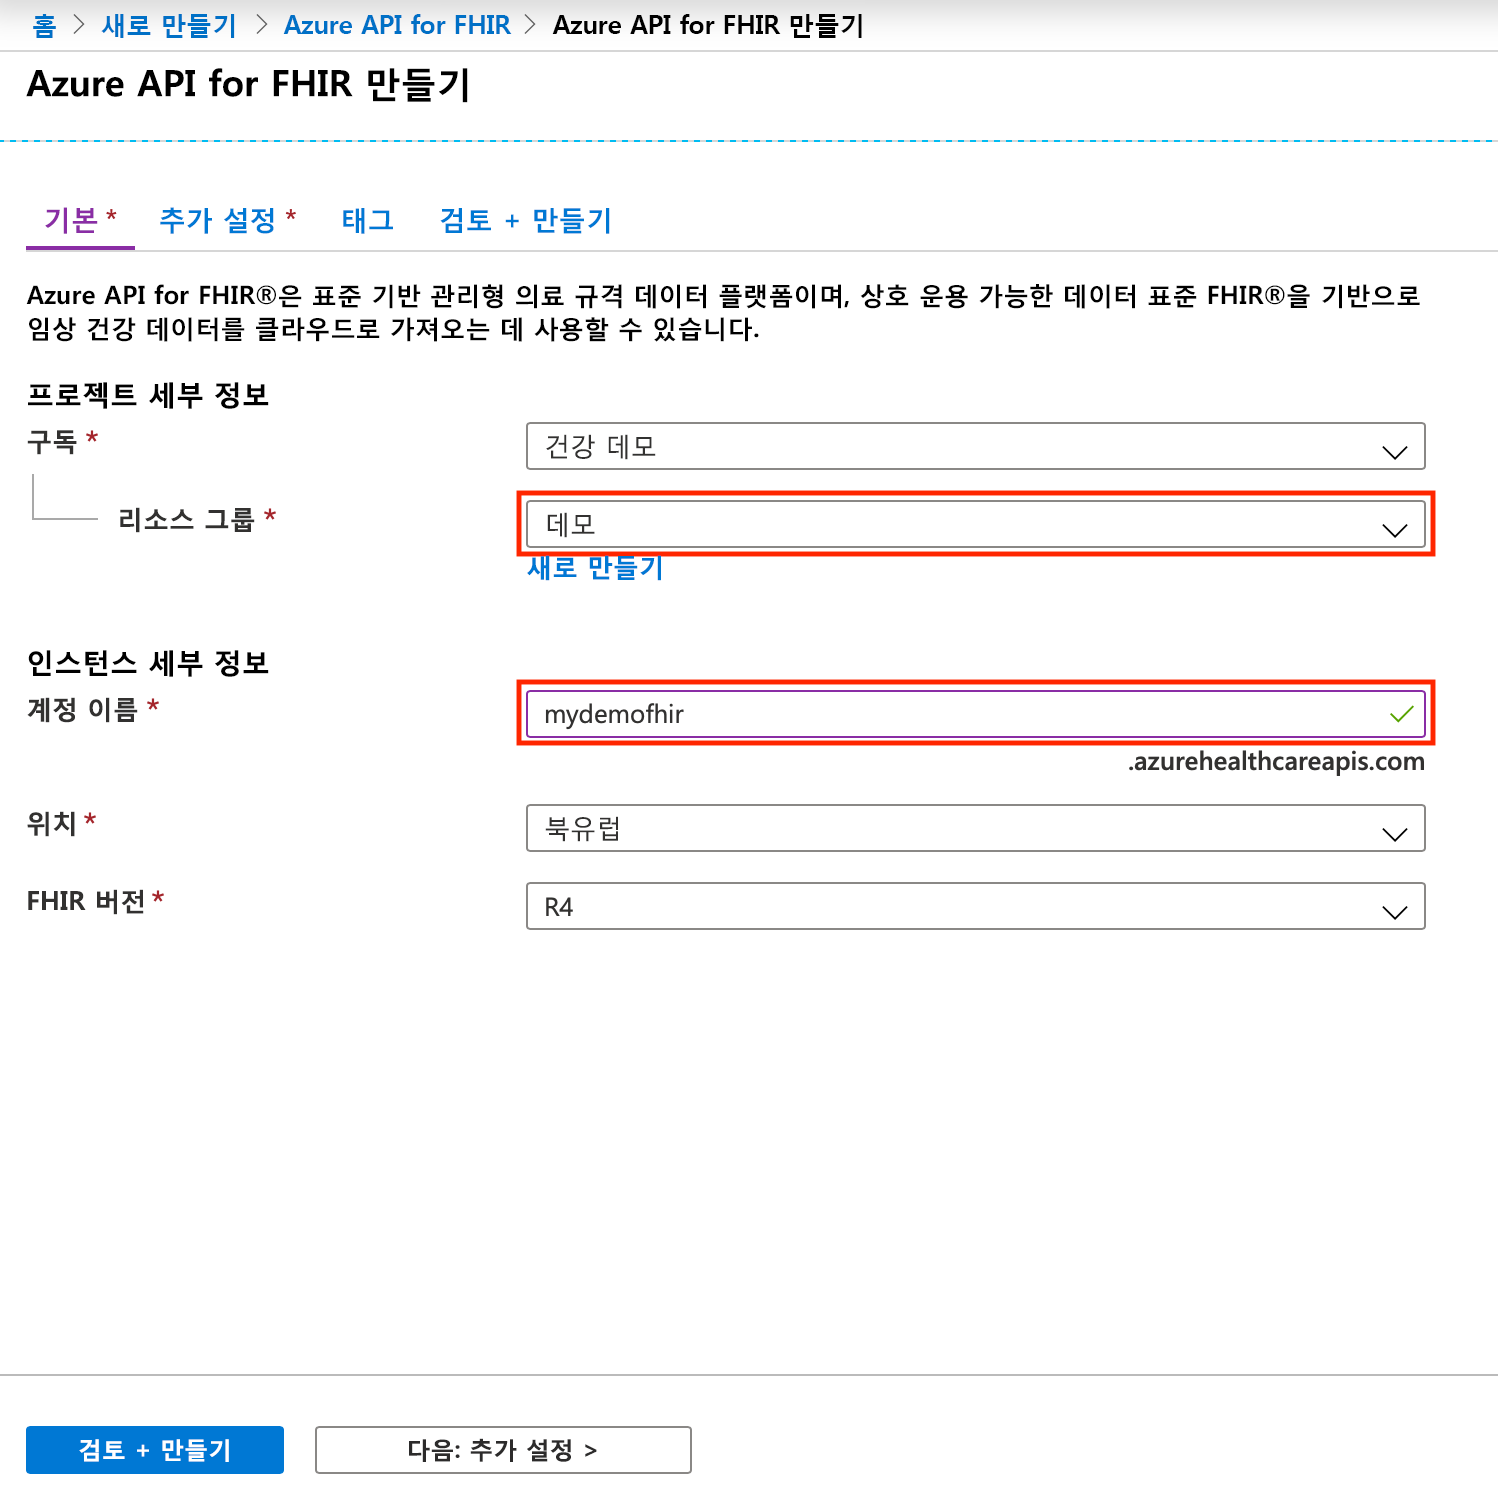 홈 > 새로 만들기 > Azure API for FHIR > Azure API for FHIR 만들기
Azure API for FHIR 만들기
기본 * 추가 설정 * 태그 검토 + 만들기
Azure API for FHIR®은 표준 기반 관리형 의료 규격 데이터 플랫폼이며, 상호 운용 가능한 데이터 표준 FHIR®을 기반으로
임상 건강 데이터를 클라우드로 가져오는 데 사용할 수 있습니다.
프로젝트 세부 정보
구독 * 건강 데모
리소스 그룹 * 데모
새로 만들기
인스턴스 세부 정보
계정 이름 * mydemofhir
.azurehealthcareapis.com
위치 * 북유럽
FHIR 버전 * R4
검토 + 만들기 다음: 추가 설정 >